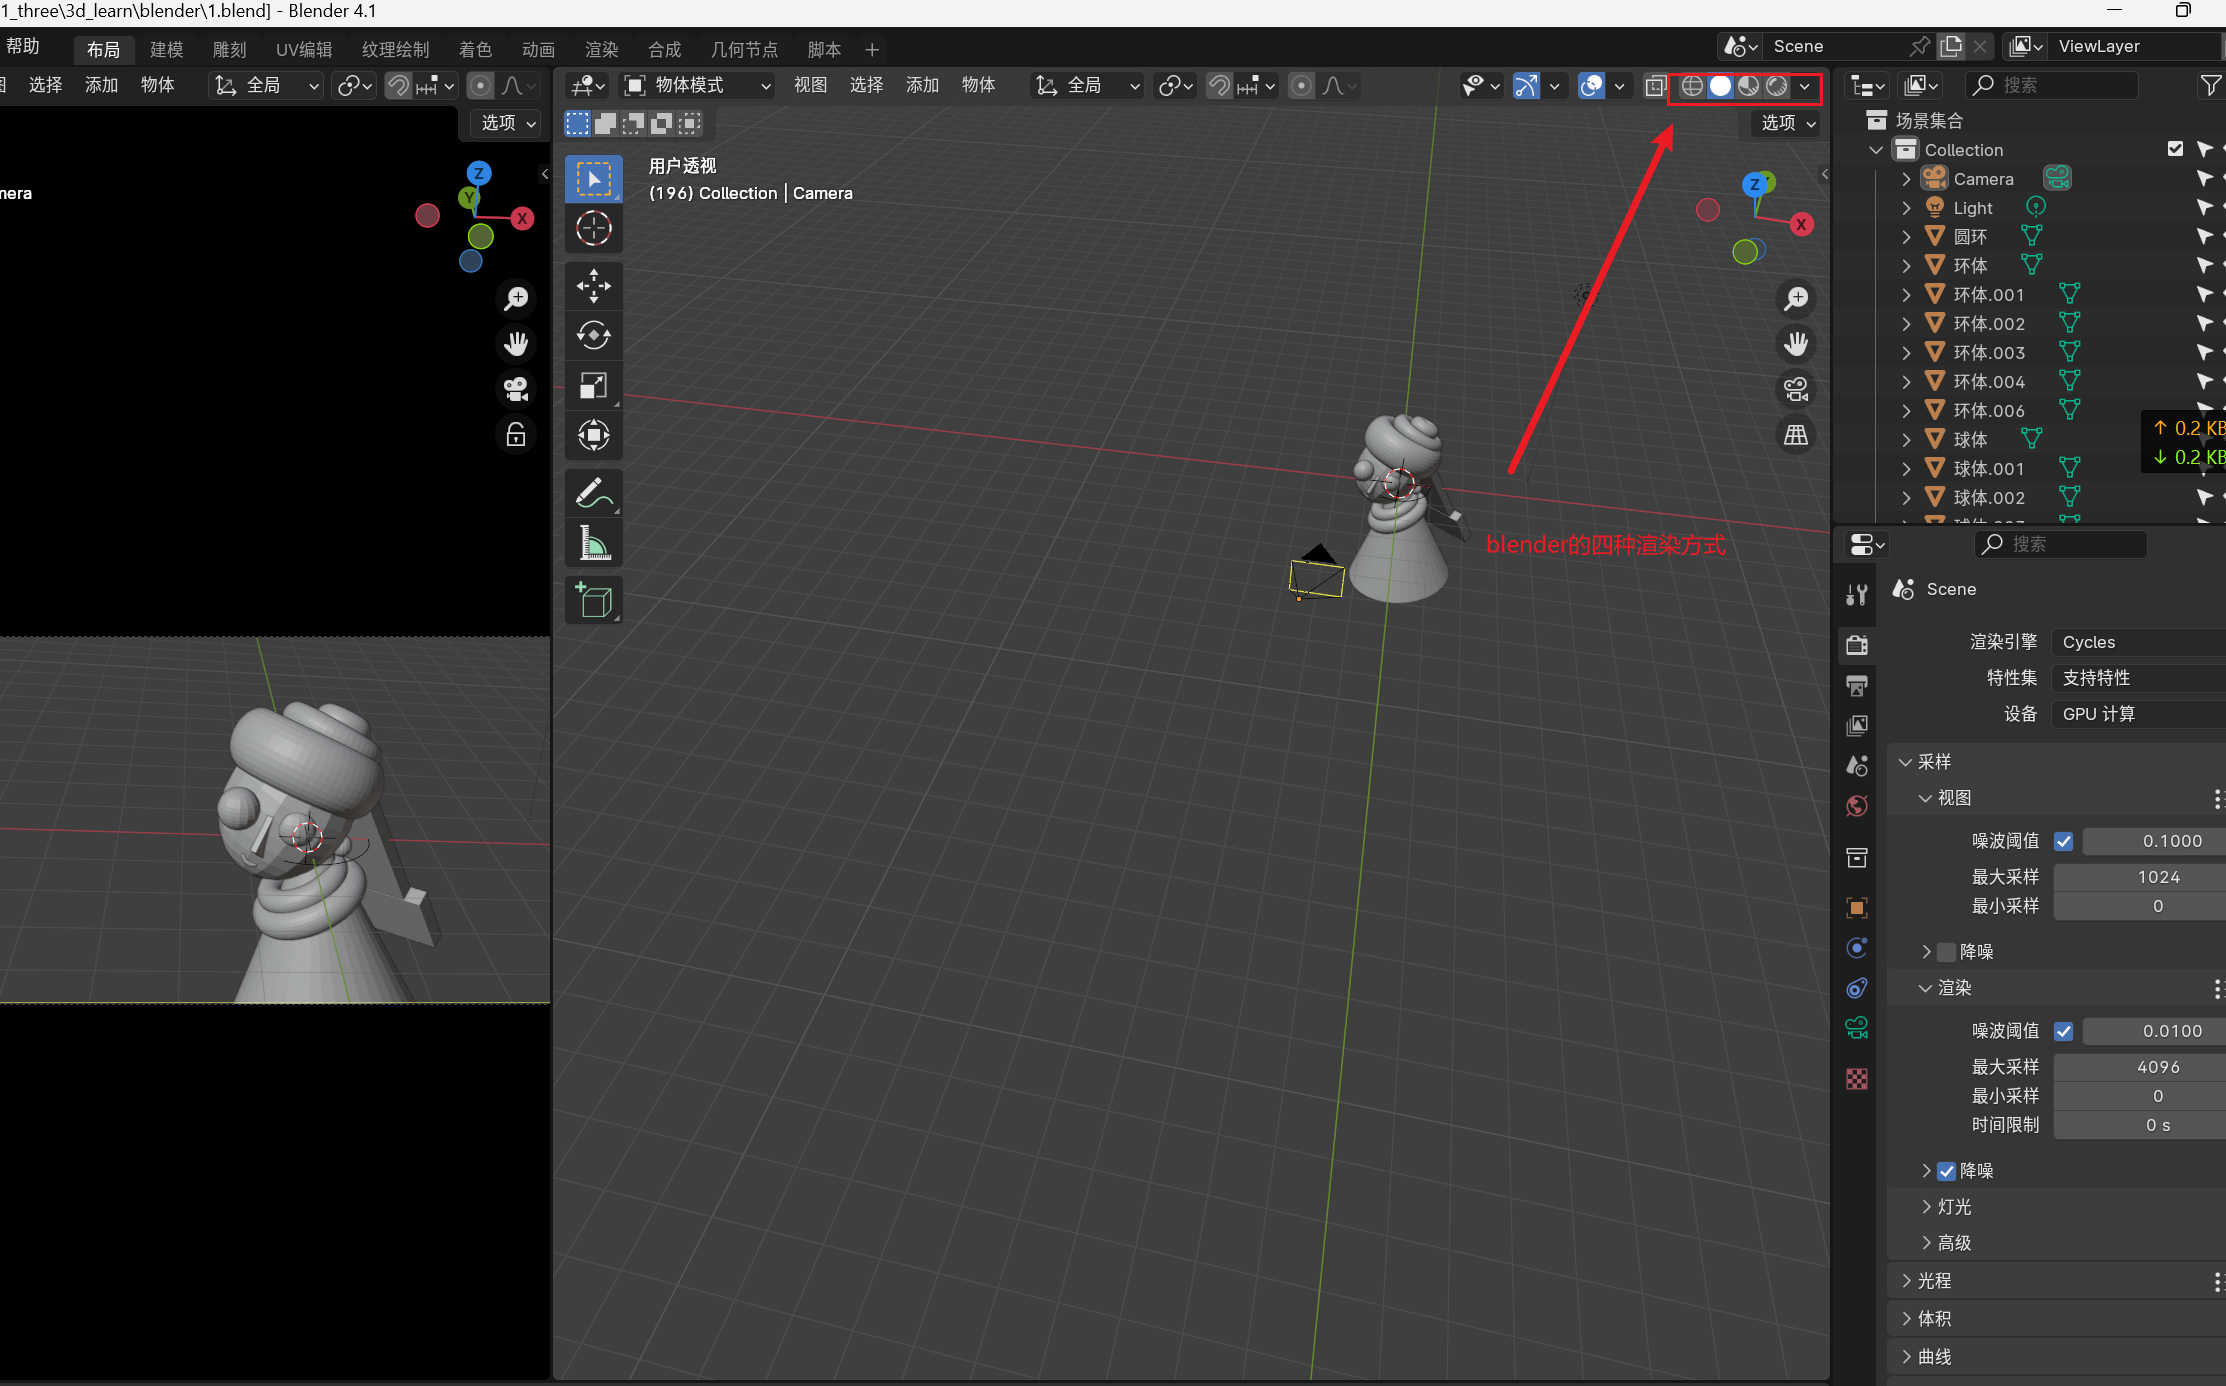 1_three\3d_learn\blender\1.blend] - Blender 4.1
帮助 布局 建模 雕刻 UV编辑 纹理绘制 着色 动画 渲染 合成 几何节点 脚本 + Scene ViewLayer
选择 添加 物体 全局 物体模式 视图 选择 添加 物体 全局 搜索
选项 选项
场景集合
Collection
用户透视
(196) Collection | Camera
mera
Z
Y
X
Z
X
Camera
Light
圆环
环体
环体.001
环体.002
环体.003
环体.004
环体.006
球体
球体.001
球体.002
↑ 0.2 KB
↓ 0.2 KB
blender的四种渲染方式
搜索
Scene
渲染引擎 Cycles
特性集 支持特性
设备 GPU 计算
采样
视图
噪波阈值 0.1000
最大采样 1024
最小采样 0
降噪
渲染
噪波阈值 0.0100
最大采样 4096
最小采样 0
时间限制 0 s
降噪
灯光
高级
光程
体积
曲线